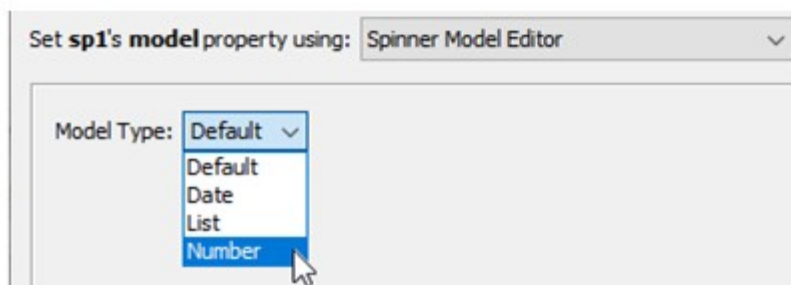 Set sp1's model property using: Spinner Model Editor
Model Type: Default
Default
Date
List
Number